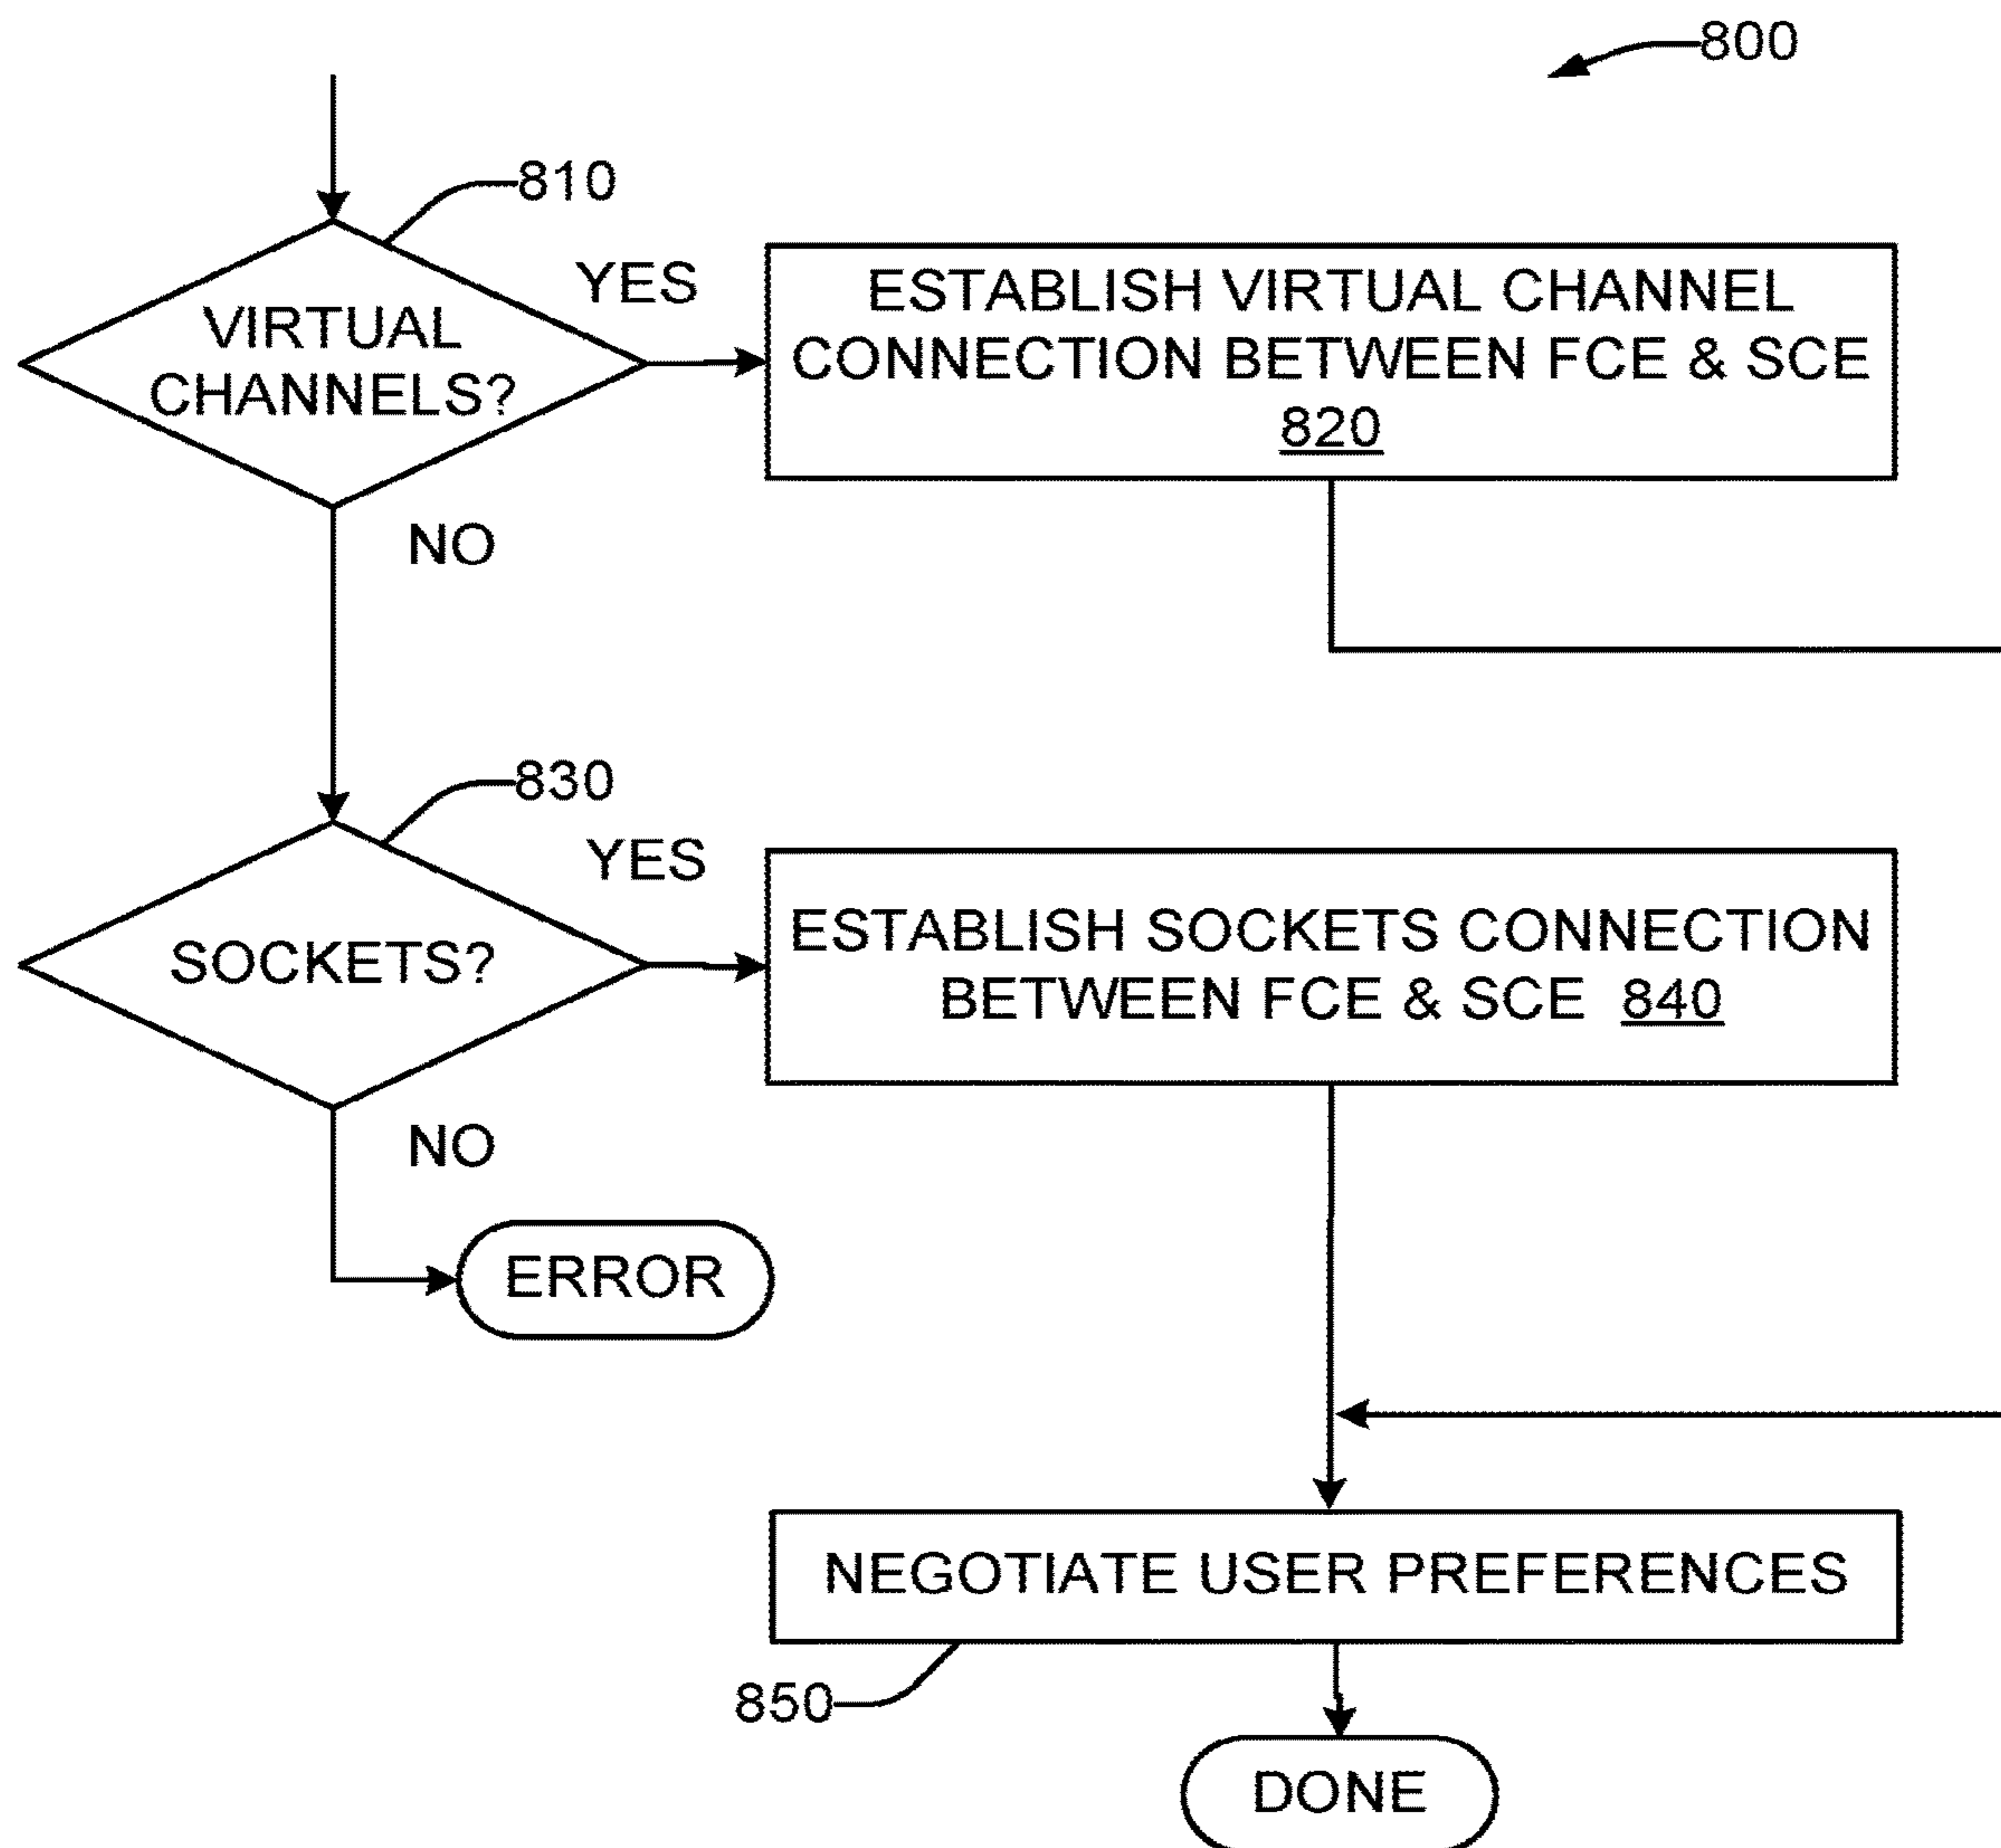 800
810
VIRTUAL
CHANNELS?
YES
ESTABLISH VIRTUAL CHANNEL
CONNECTION BETWEEN FCE & SCE
820
NO
830
SOCKETS?
YES
ESTABLISH SOCKETS CONNECTION
BETWEEN FCE & SCE 840
NO
ERROR
NEGOTIATE USER PREFERENCES
850
DONE